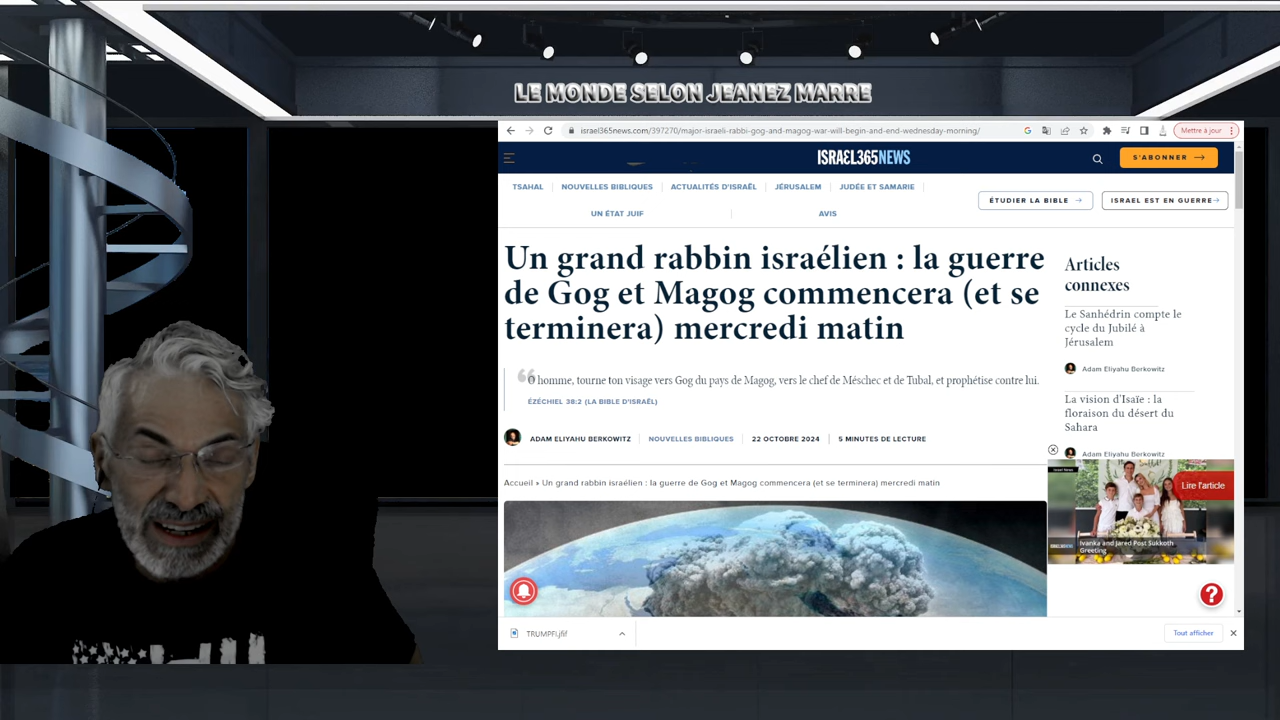 LE MONDE SELON JEANEZ MARRE
israel365news.com/397270/major-israeli-rabbi-gog-and-magog-war-will-begin-and-end-wednesday-morning/
Mettre à jour
ISRAEL365NEWS
S'ABONNER
TSAHAL
NOUVELLES BIBLIQUES
ACTUALITÉS D'ISRAËL
JÉRUSALEM
JUDÉE ET SAMARIE
ÉTUDIER LA BIBLE
ISRAEL EST EN GUERRE
UN ÉTAT JUIF
AVIS
Un grand rabbin israélien : la guerre
de Gog et Magog commencera (et se
terminera) mercredi matin
Ô homme, tourne ton visage vers Gog du pays de Magog, vers le chef de Méschec et de Tubal, et prophétise contre lui.
ÉZÉCHIEL 38:2 (LA BIBLE D'ISRAËL)
ADAM ELIYAHU BERKOWITZ
NOUVELLES BIBLIQUES
22 OCTOBRE 2024
5 MINUTES DE LECTURE
Accueil » Un grand rabbin israélien : la guerre de Gog et Magog commencera (et se terminera) mercredi matin
Articles
connexes
Le Sanhédrin compte le
cycle du Jubilé à
Jérusalem
Adam Eliyahu Berkowitz
La vision d'Isaïe : la
floraison du désert du
Sahara
Adam Eliyahu Berkowitz
Israel News
Lire l'article
Ivanka and Jared Post Sukkoth
Greeting
ISRAEL365NEWS
?
TRUMPFI.jfif
Tout afficher